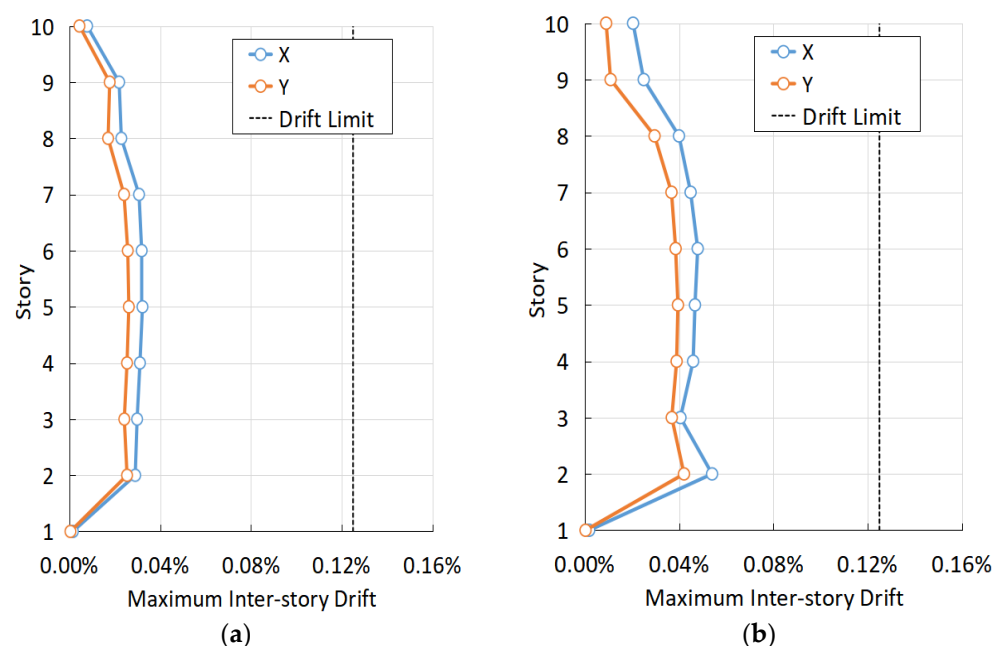 10
9
8
7
6
5
4
3
2
1
Story
X
Y
Drift Limit
0.00%
0.04%
0.08%
0.12%
0.16%
Maximum Inter-story Drift
(a)
10
9
8
7
6
5
4
3
2
1
Story
X
Y
Drift Limit
0.00%
0.04%
0.08%
0.12%
0.16%
Maximum Inter-story Drift
(b)